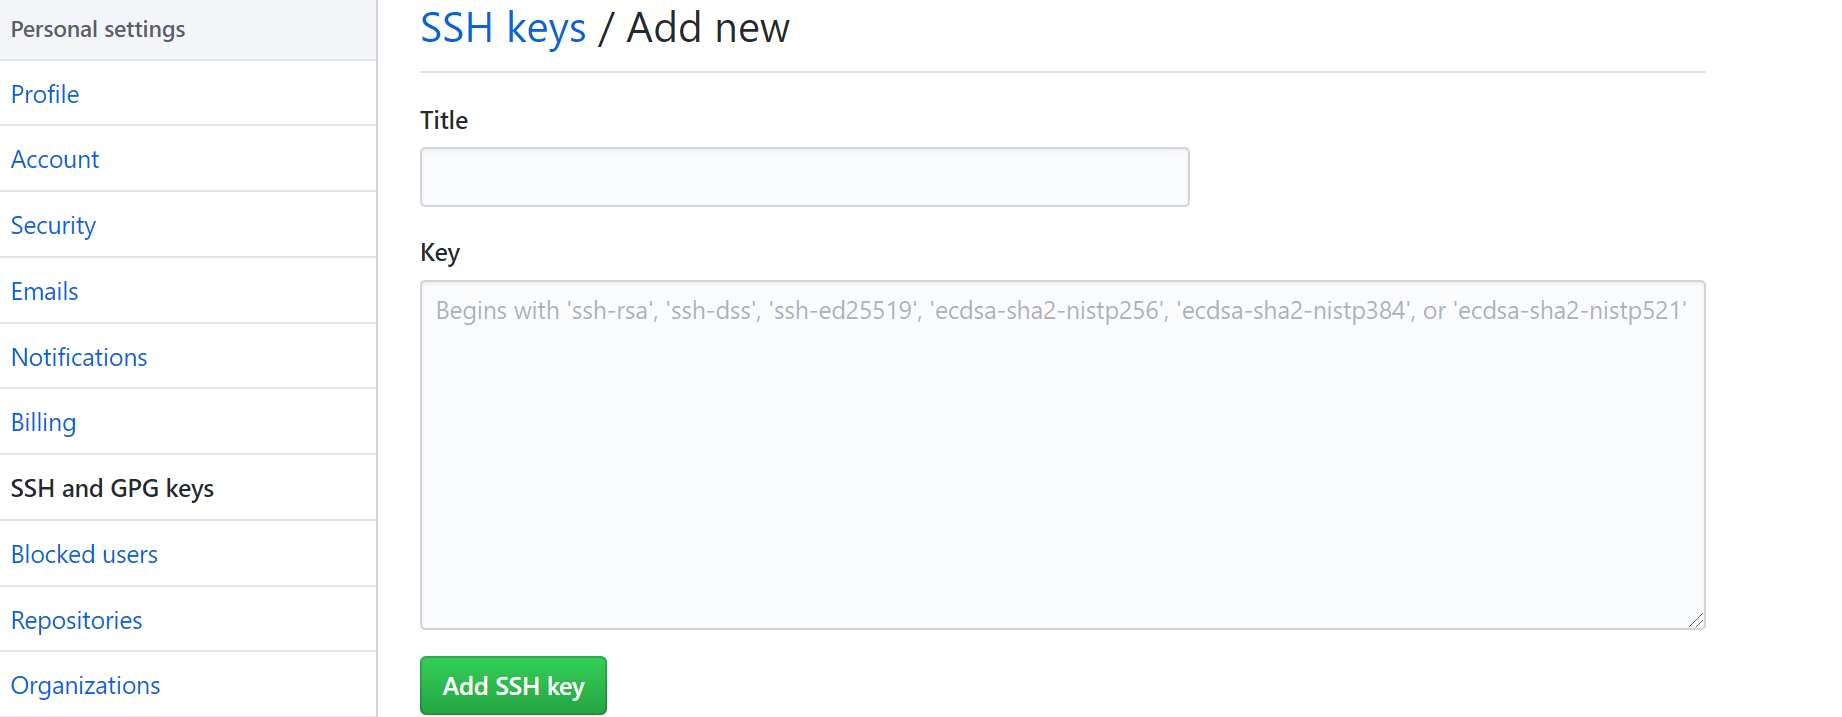 Personal settings
Profile
Account
Security
Emails
Notifications
Billing
SSH and GPG keys
Blocked users
Repositories
Organizations
SSH keys / Add new
Title
Key
Begins with 'ssh-rsa', 'ssh-dss', 'ssh-ed25519', 'ecdsa-sha2-nistp256', 'ecdsa-sha2-nistp384', or 'ecdsa-sha2-nistp521'
Add SSH key